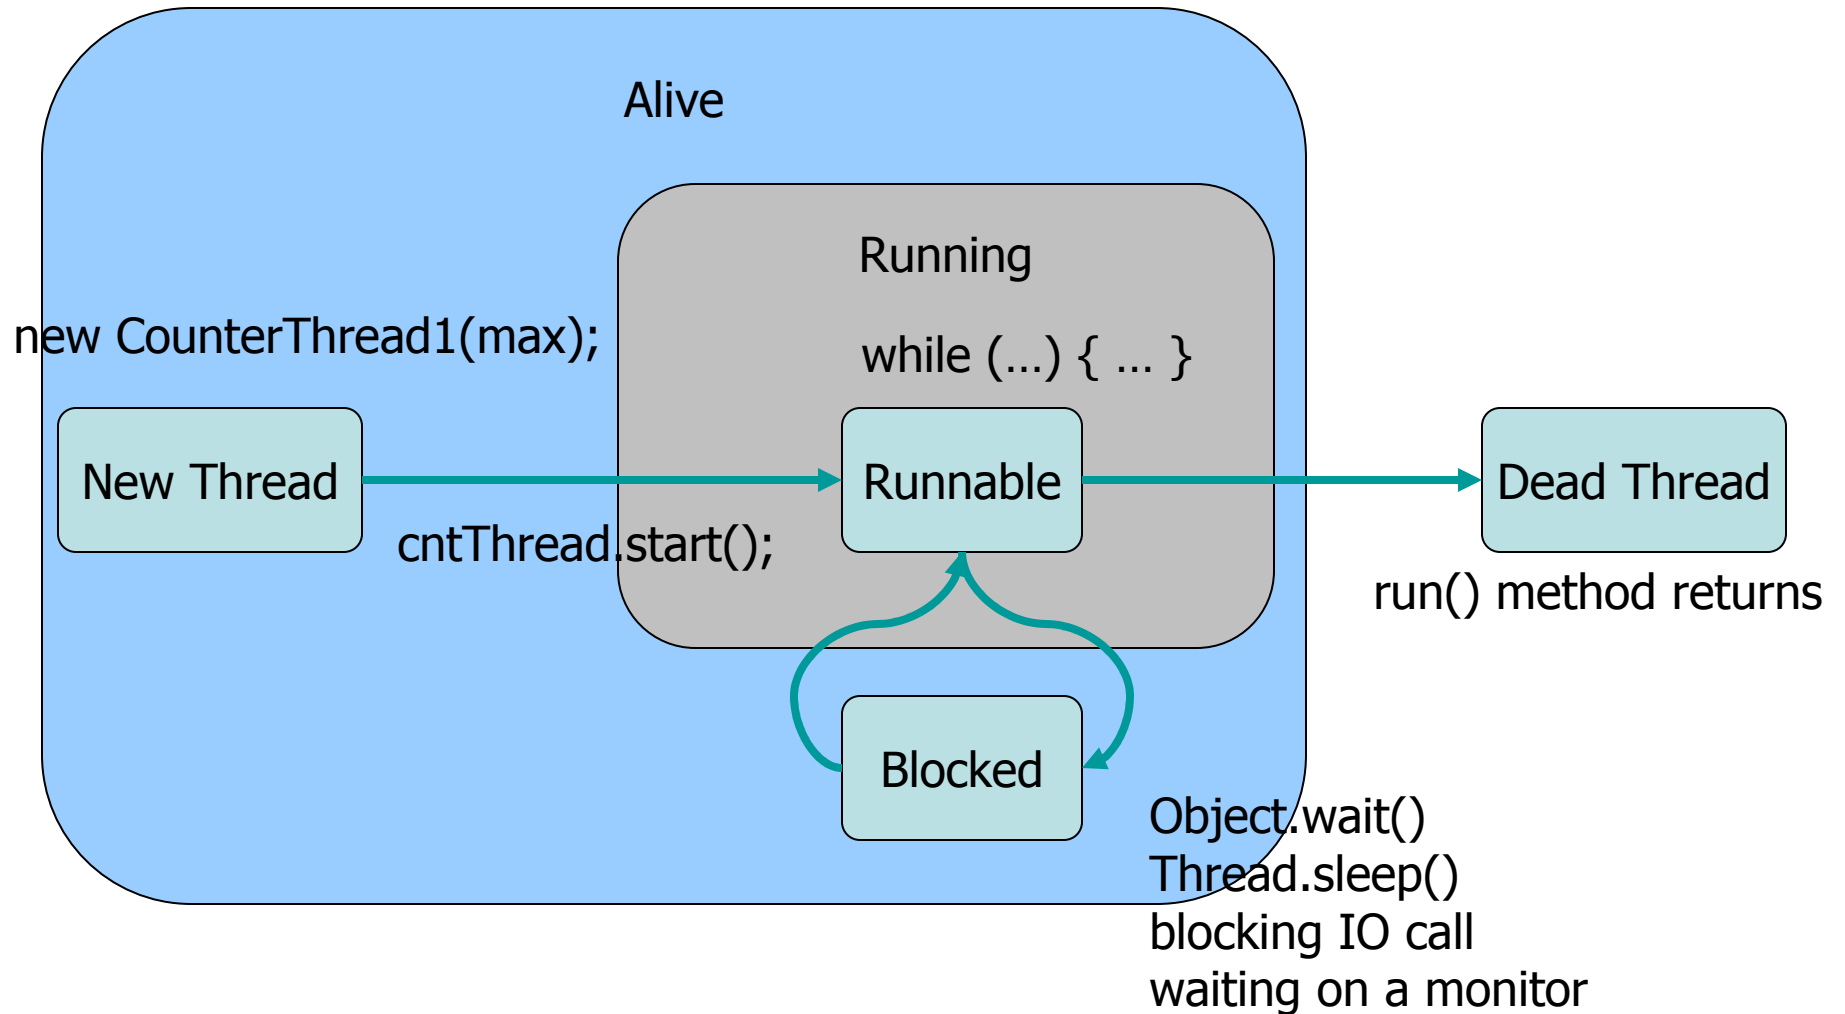 Alive
Running
new CounterThread1(max);
while (…) { … }
New Thread
Runnable
Dead Thread
cntThread.start();
run() method returns
Blocked
Object.wait()
Thread.sleep()
blocking IO call
waiting on a monitor